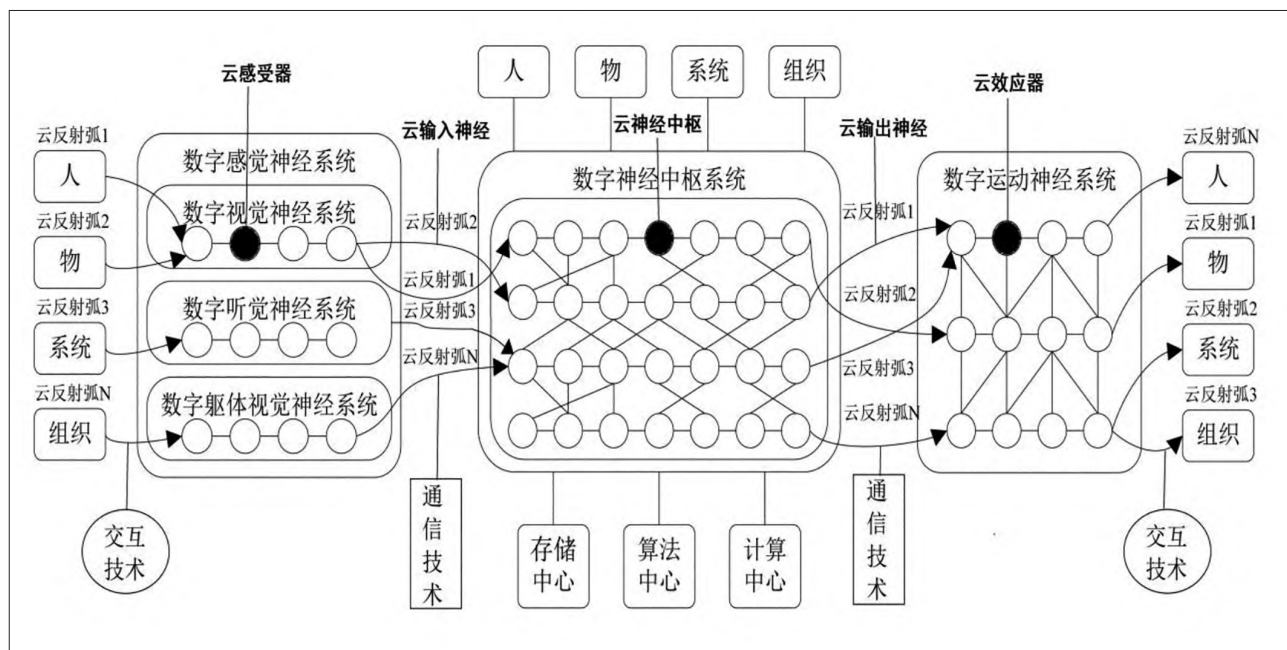 人
物
系统
组织
云感受器
云输入神经
云神经中枢
云输出神经
云效应器
云反射弧1
人
云反射弧2
物
云反射弧3
系统
云反射弧N
组织
交互
技术
数字感觉神经系统
数字视觉神经系统
数字听觉神经系统
数字躯体视觉神经系统
云反射弧2
云反射弧1
云反射弧3
云反射弧N
通信技术
数字神经中枢系统
存储
中心
算法
中心
计算
中心
云反射弧1
云反射弧2
云反射弧3
云反射弧N
通信技术
数字运动神经系统
云反射弧N
人
云反射弧1
物
云反射弧2
系统
云反射弧3
组织
交互
技术